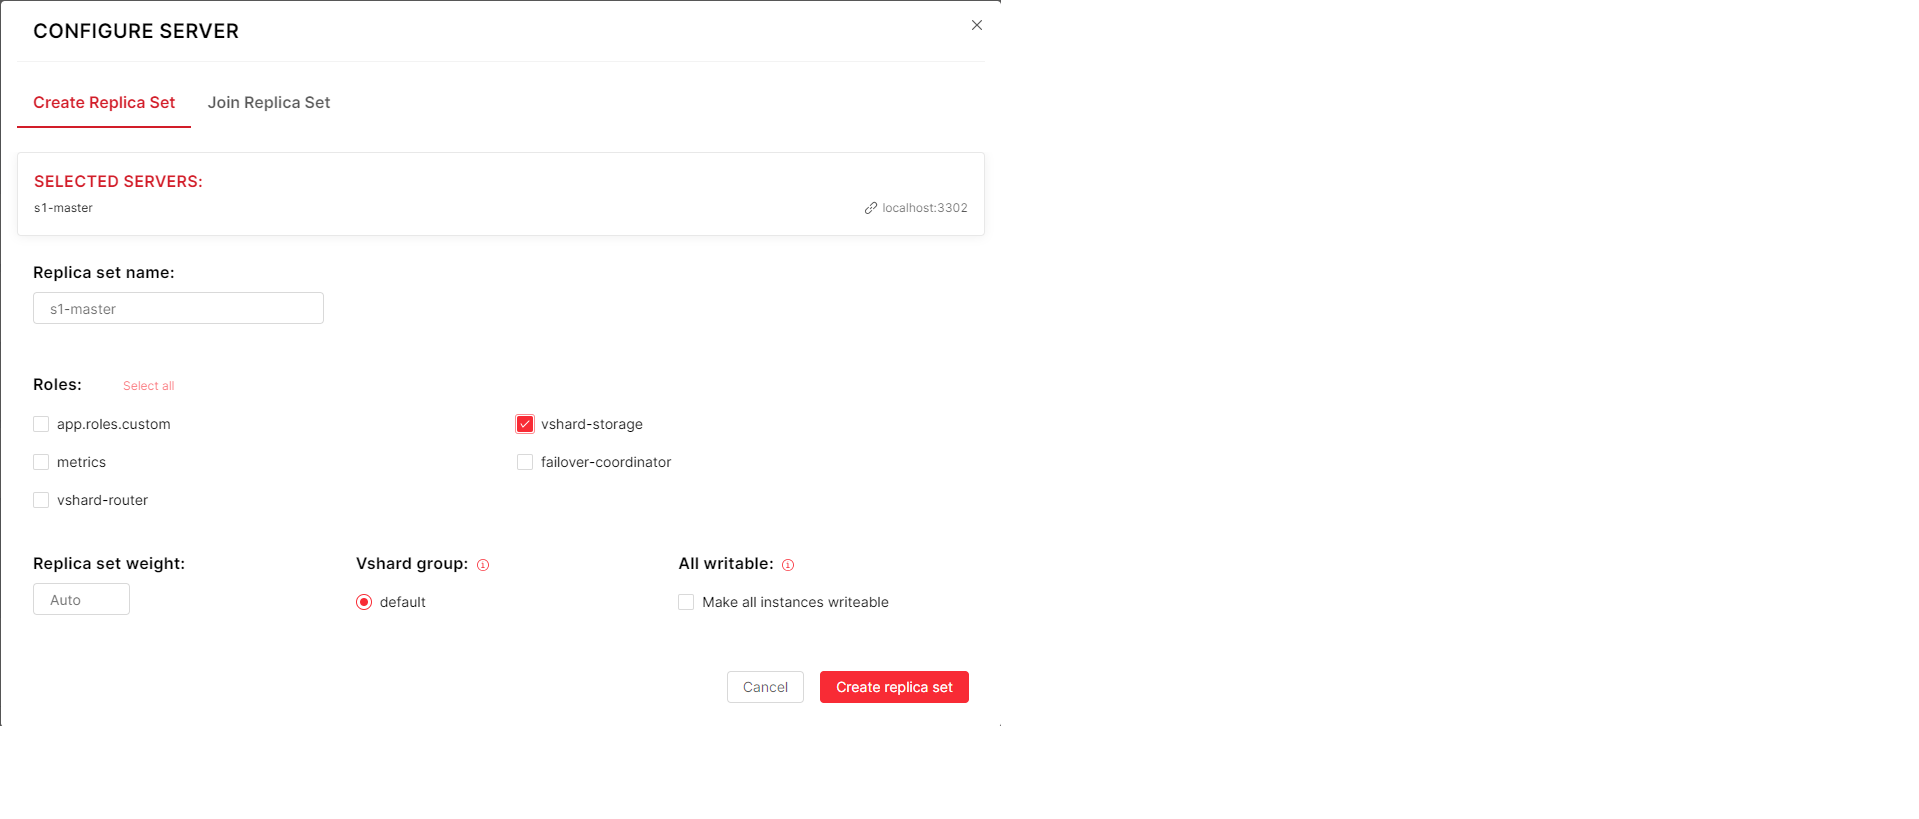 CONFIGURE SERVER
Create Replica Set Join Replica Set
SELECTED SERVERS:
s1-master localhost:3302
Replica set name:
s1-master
Roles: Select all
app.roles.custom vshard-storage
metrics failover-coordinator
vshard-router
Replica set weight: Vshard group: All writable:
Auto default Make all instances writeable
Cancel Create replica set